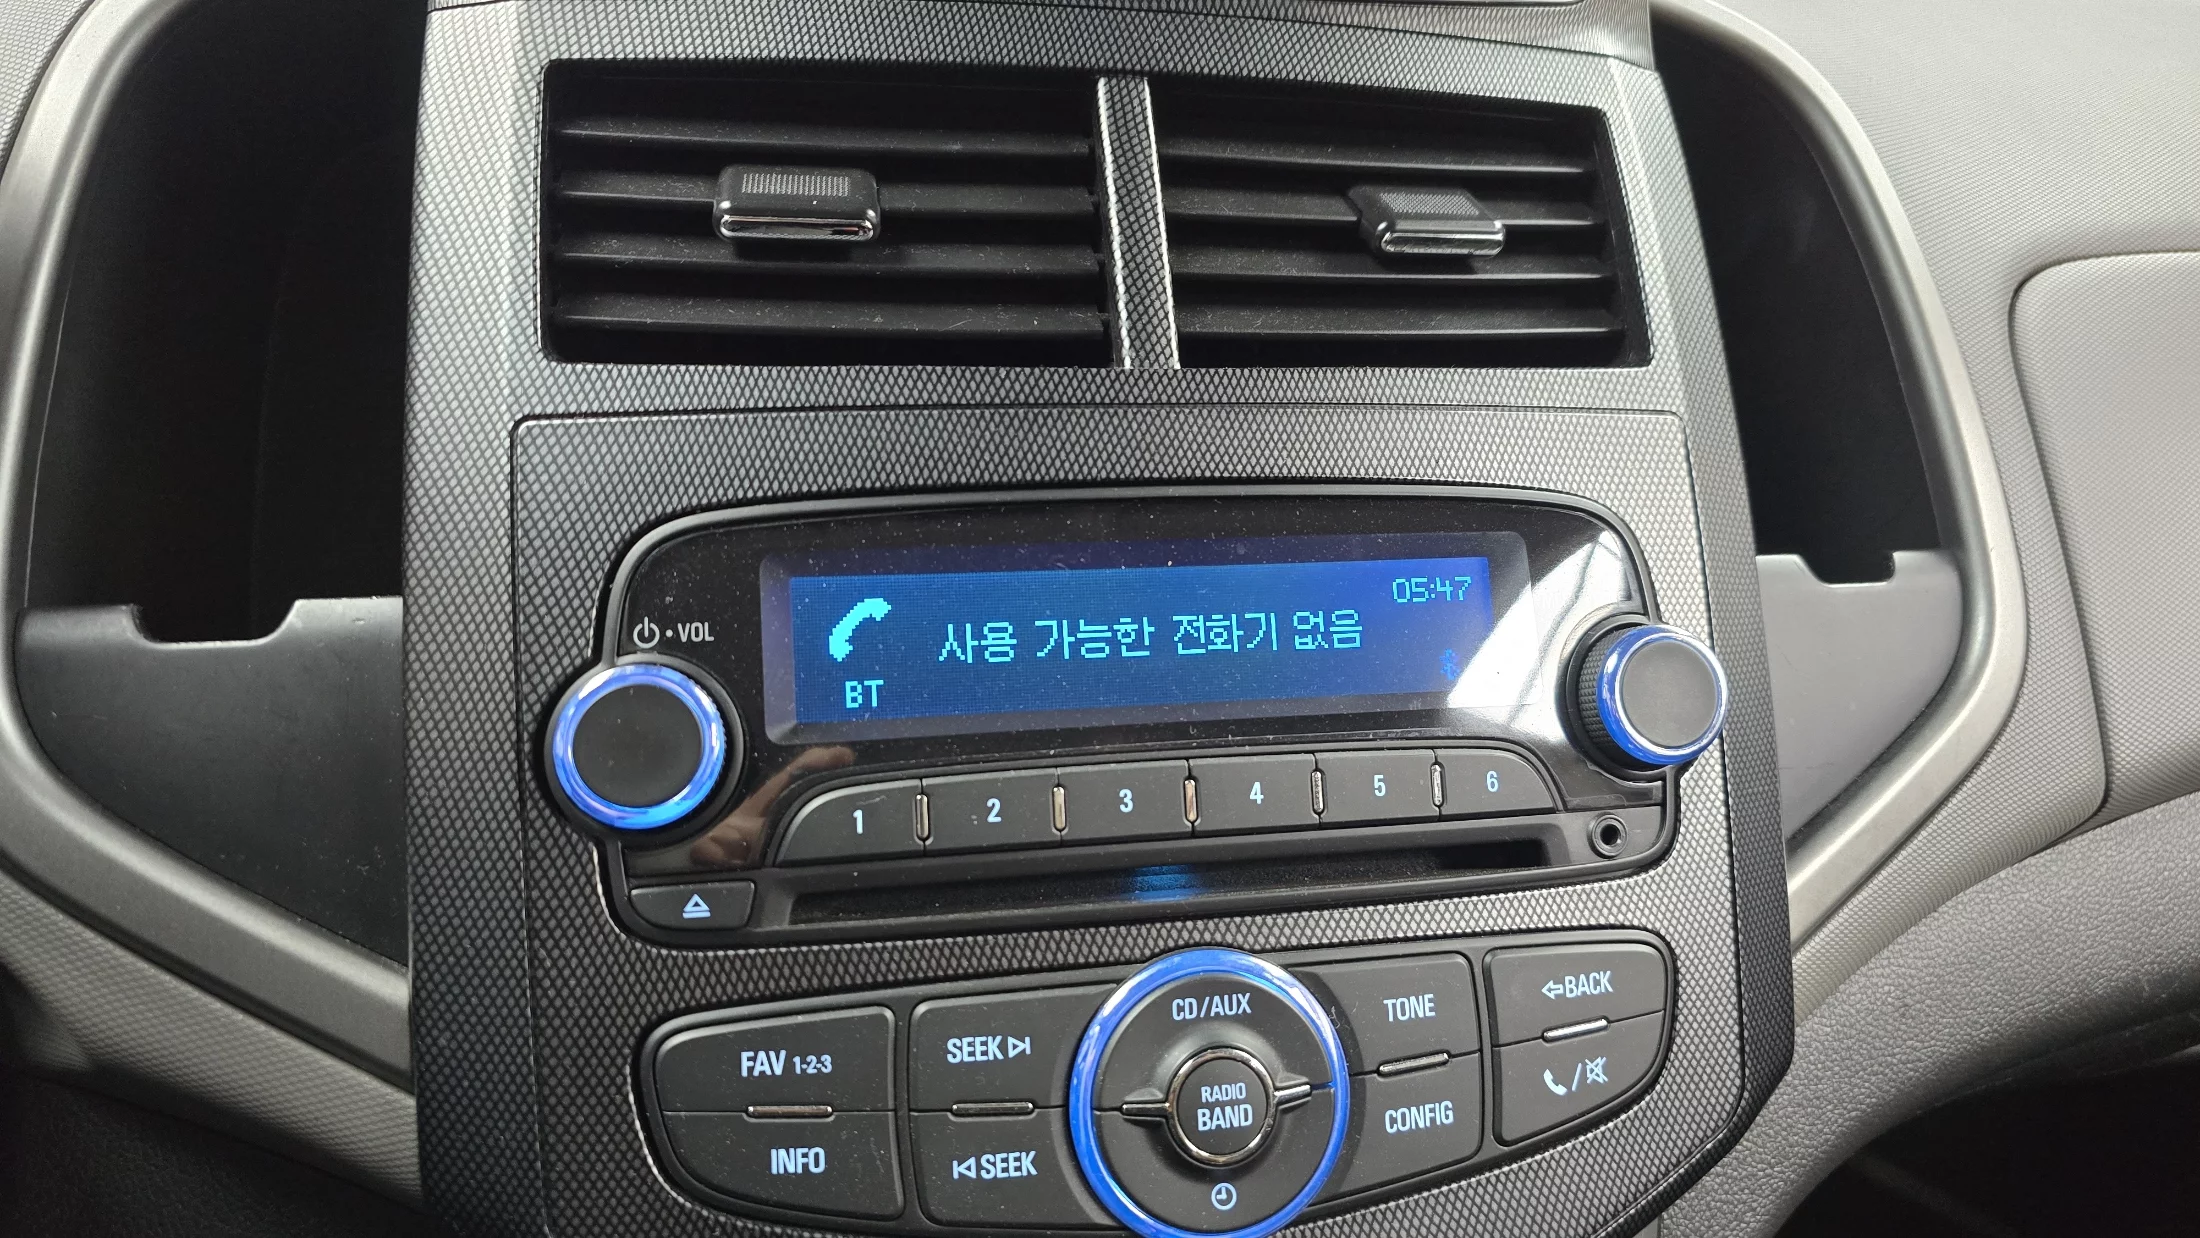 05:47
사용 가능한 전화기 없음
BT
VOL
1 2 3 4 5 6
CD/AUX
TONE
BACK
FAV 1-2-3
SEEK
RADIO
BAND
CONFIG
INFO
SEEK